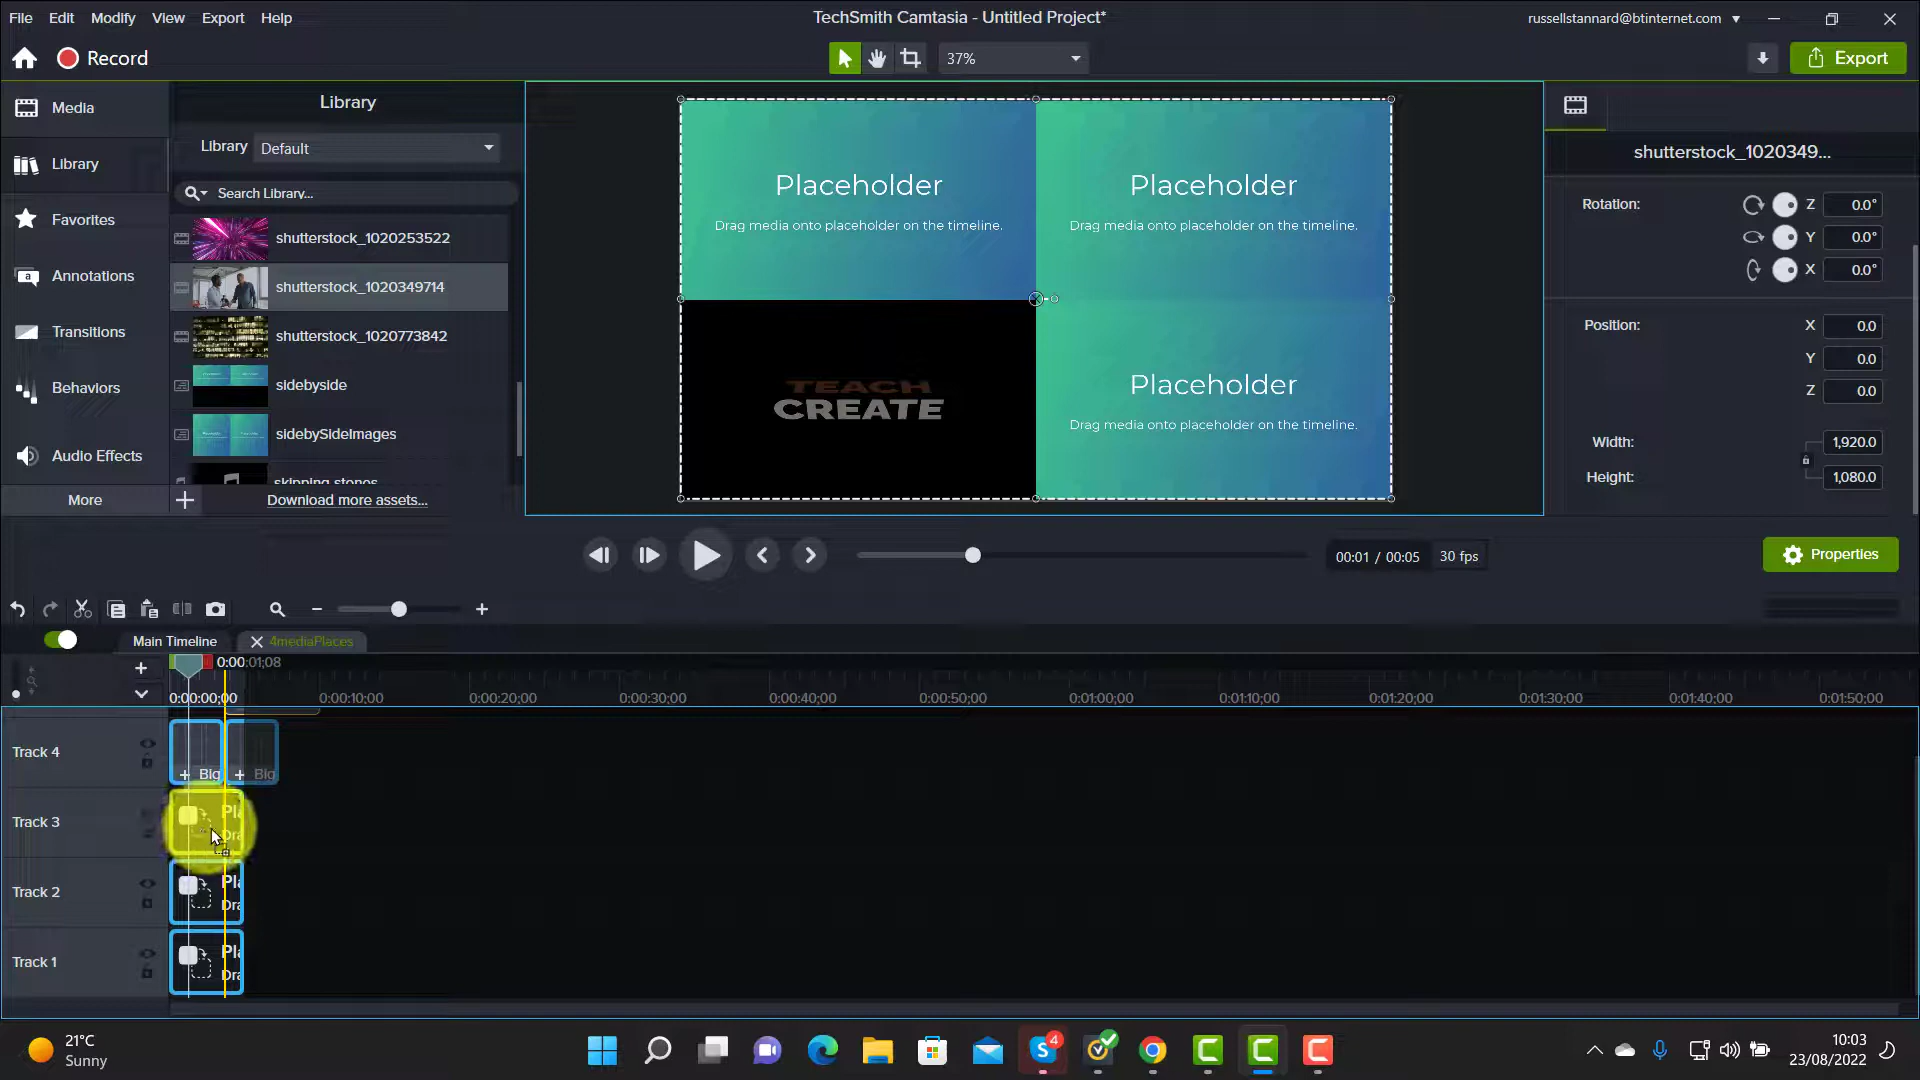 File Edit Modify View Export Help
TechSmith Camtasia - Untitled Project*
russellstannard@btinternet.com
Record
37%
Export
Media
Library
Favorites
Annotations
Transitions
Behaviors
Audio Effects
More
Library
Library Default
Search Library...
shutterstock_1020253522
shutterstock_1020349714
shutterstock_1020773842
sidebyside
sidebySideImages
skipping stones
Download more assets...
Placeholder
Drag media onto placeholder on the timeline.
Placeholder
Drag media onto placeholder on the timeline.
TEACH
CREATE
Placeholder
Drag media onto placeholder on the timeline.
shutterstock_1020349...
Rotation: Z 0.0°
Y 0.0°
X 0.0°
Position: X 0.0
Y 0.0
Z 0.0
Width: 1,920.0
Height: 1,080.0
00:01 / 00:05 30 fps
Properties
Main Timeline 4mediaPlaces
0:00:01;08
0:00:00;00 0:00:10;00 0:00:20;00 0:00:30;00 0:00:40;00 0:00:50;00 0:01:00;00 0:01:10;00 0:01:20;00 0:01:30;00 0:01:40;00 0:01:50;00
Track 4
Track 3
Track 2
Pla
Dra
Track 1
Pla
Dra
21°C
Sunny
4
10:03
23/08/2022